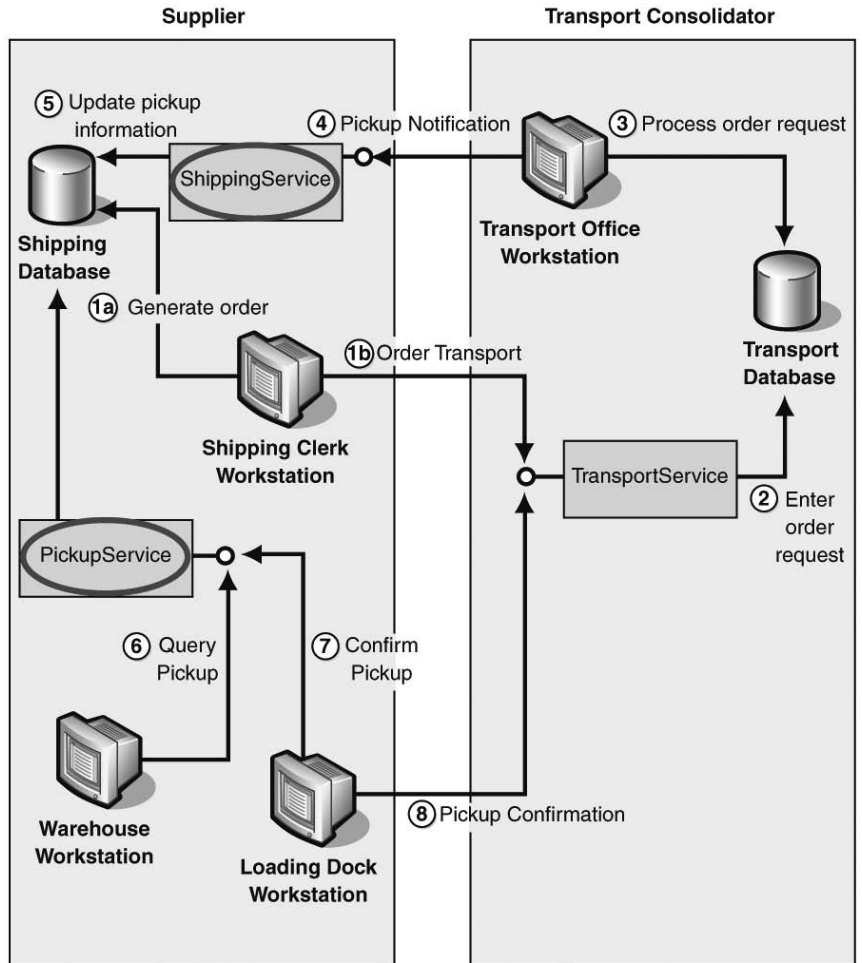 Supplier
Transport Consolidator
5 Update pickup
information
4 Pickup Notification
3 Process order request
ShippingService
Shipping
Database
Transport Office
Workstation
1a Generate order
1b Order Transport
Transport
Database
Shipping Clerk
Workstation
TransportService
2 Enter
order
request
PickupService
6 Query
Pickup
7 Confirm
Pickup
8 Pickup Confirmation
Warehouse
Workstation
Loading Dock
Workstation